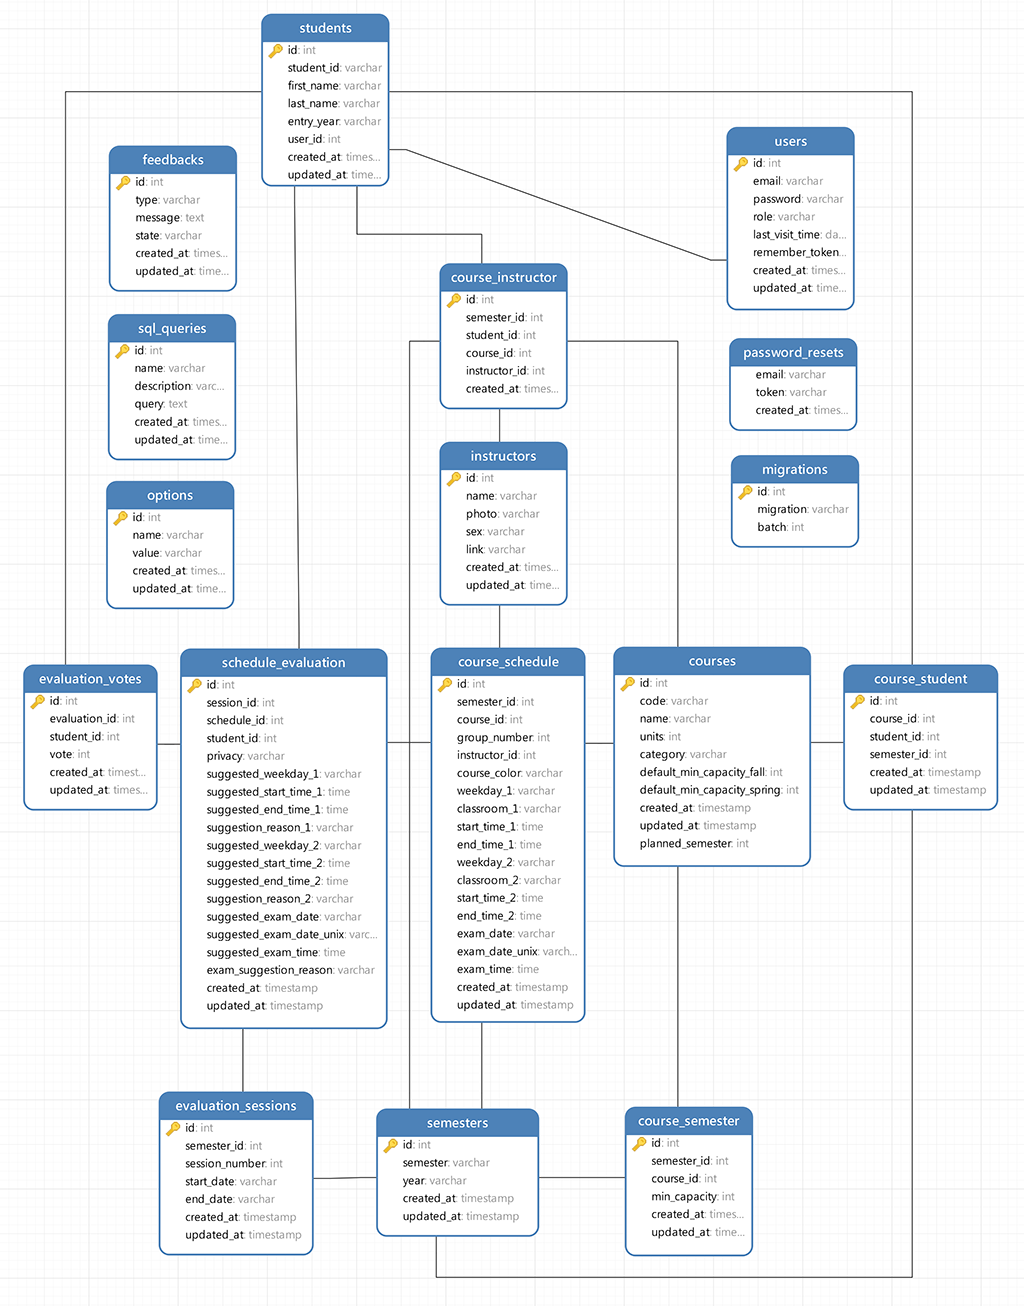 students
id: int
student_id: varchar
first_name: varchar
last_name: varchar
entry_year: varchar
user_id: int
created_at: times...
updated_at: time...
feedbacks
id: int
type: varchar
message: text
state: varchar
created_at: times...
updated_at: time...
users
id: int
email: varchar
password: varchar
role: varchar
last_visit_time: da...
remember_token...
created_at: times...
updated_at: time...
course_instructor
id: int
semester_id: int
student_id: int
course_id: int
instructor_id: int
created_at: times...
sql_queries
id: int
name: varchar
description: varc...
query: text
created_at: times...
updated_at: time...
password_resets
email: varchar
token: varchar
created_at: times...
instructors
id: int
name: varchar
photo: varchar
sex: varchar
link: varchar
created_at: times...
updated_at: time...
migrations
id: int
migration: varchar
batch: int
options
id: int
name: varchar
value: varchar
created_at: times...
updated_at: time...
evaluation_votes
id: int
evaluation_id: int
student_id: int
vote: int
created_at: timest...
updated_at: times...
schedule_evaluation
id: int
session_id: int
schedule_id: int
student_id: int
privacy: varchar
suggested_weekday_1: varchar
suggested_start_time_1: time
suggested_end_time_1: time
suggestion_reason_1: varchar
suggested_weekday_2: varchar
suggested_start_time_2: time
suggested_end_time_2: time
suggestion_reason_2: varchar
suggested_exam_date: varchar
suggested_exam_date_unix: varc...
suggested_exam_time: time
exam_suggestion_reason: varchar
created_at: timestamp
updated_at: timestamp
course_schedule
id: int
semester_id: int
course_id: int
group_number: int
instructor_id: int
course_color: varchar
weekday_1: varchar
classroom_1: varchar
start_time_1: time
end_time_1: time
weekday_2: varchar
classroom_2: varchar
start_time_2: time
end_time_2: time
exam_date: varchar
exam_date_unix: varch...
exam_time: time
created_at: timestamp
updated_at: timestamp
courses
id: int
code: varchar
name: varchar
units: int
category: varchar
default_min_capacity_fall: int
default_min_capacity_spring: int
created_at: timestamp
updated_at: timestamp
planned_semester: int
course_student
id: int
course_id: int
student_id: int
semester_id: int
created_at: timestamp
updated_at: timestamp
evaluation_sessions
id: int
semester_id: int
session_number: int
start_date: varchar
end_date: varchar
created_at: timestamp
updated_at: timestamp
semesters
id: int
semester: varchar
year: varchar
created_at: timestamp
updated_at: timestamp
course_semester
id: int
semester_id: int
course_id: int
min_capacity: int
created_at: times...
updated_at: time...